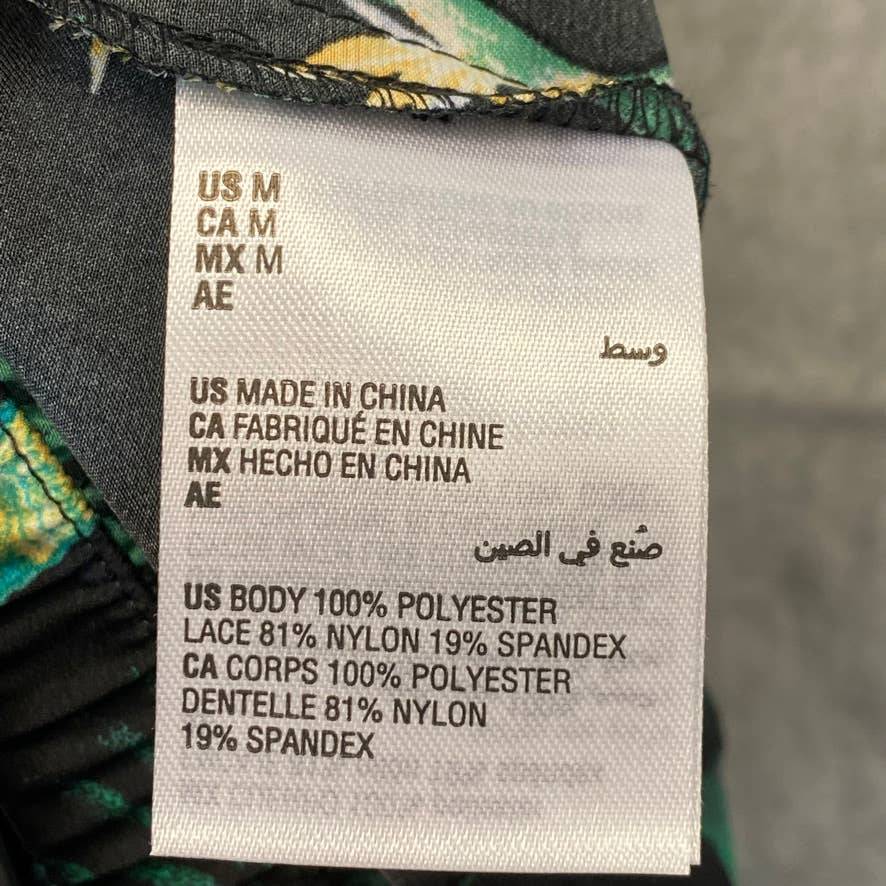 US M
CA M
MX M
AE
وسط
US MADE IN CHINA
CA FABRIQUÉ EN CHINE
MX HECHO EN CHINA
AE
صُنع في الصين
US BODY 100% POLYESTER
LACE 81% NYLON 19% SPANDEX
CA CORPS 100% POLYESTER
DENTELLE 81% NYLON
19% SPANDEX